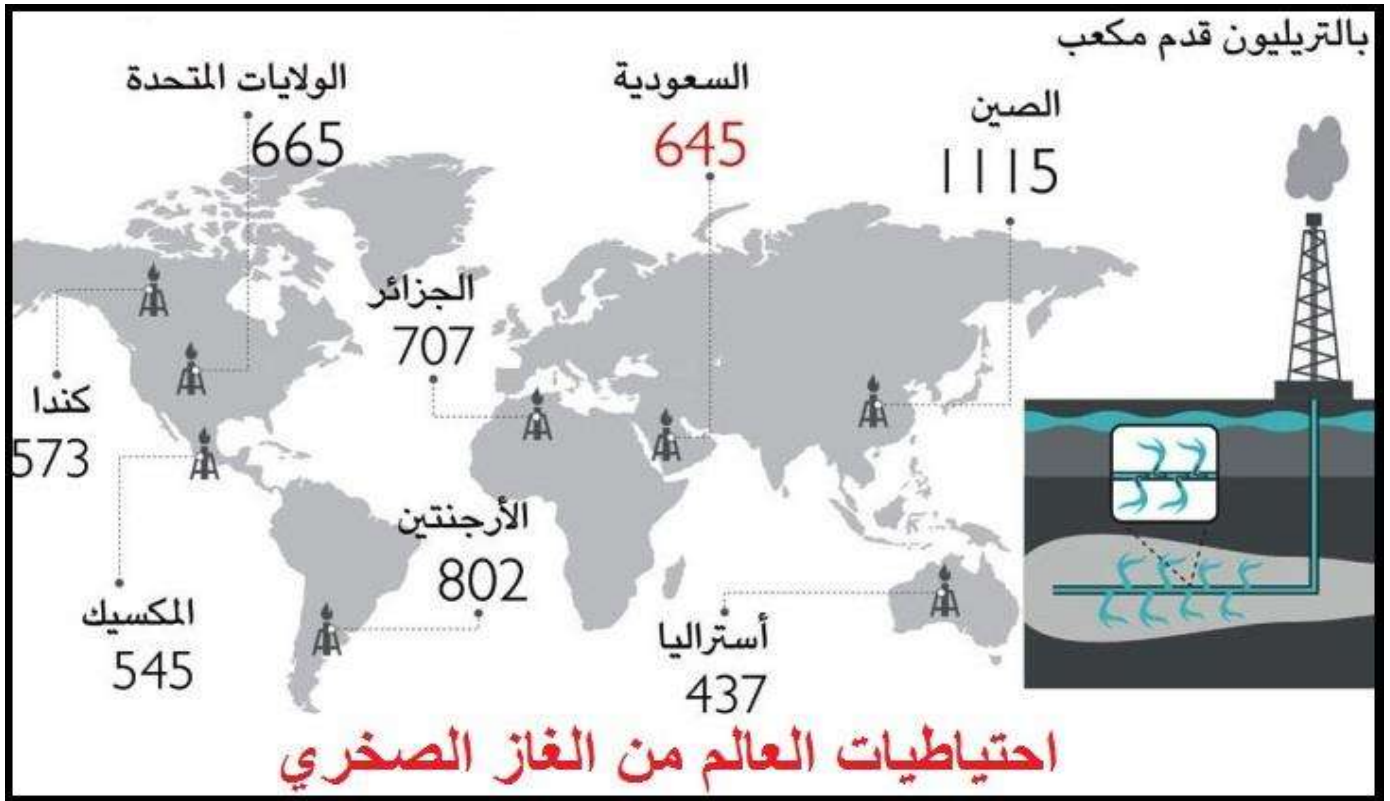 بالتريليون قدم مكعب
الصين
1115
السعودية
645
الولايات المتحدة
665
الجزائر
707
كندا
573
الأرجنتين
802
المكسيك
545
أستراليا
437
احتياطيات العالم من الغاز الصخري